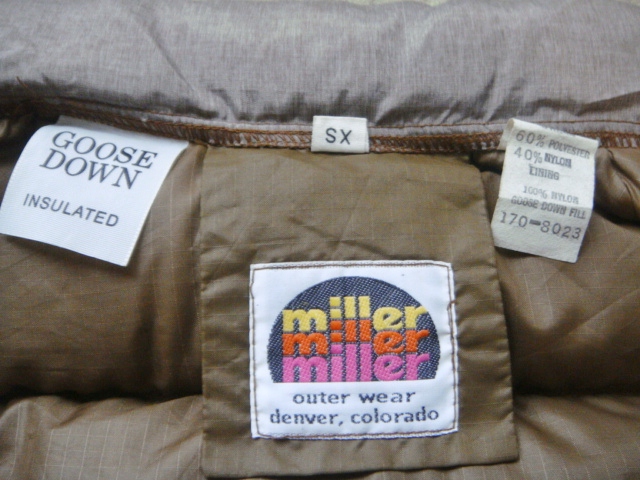 GOOSE
DOWN
INSULATED
SX
60% POLYESTER
40% NYLON
LINING
100% NYLON
GOOSE DOWN FILL
170-8023
miller
miller
miller
outer wear
denver, colorado